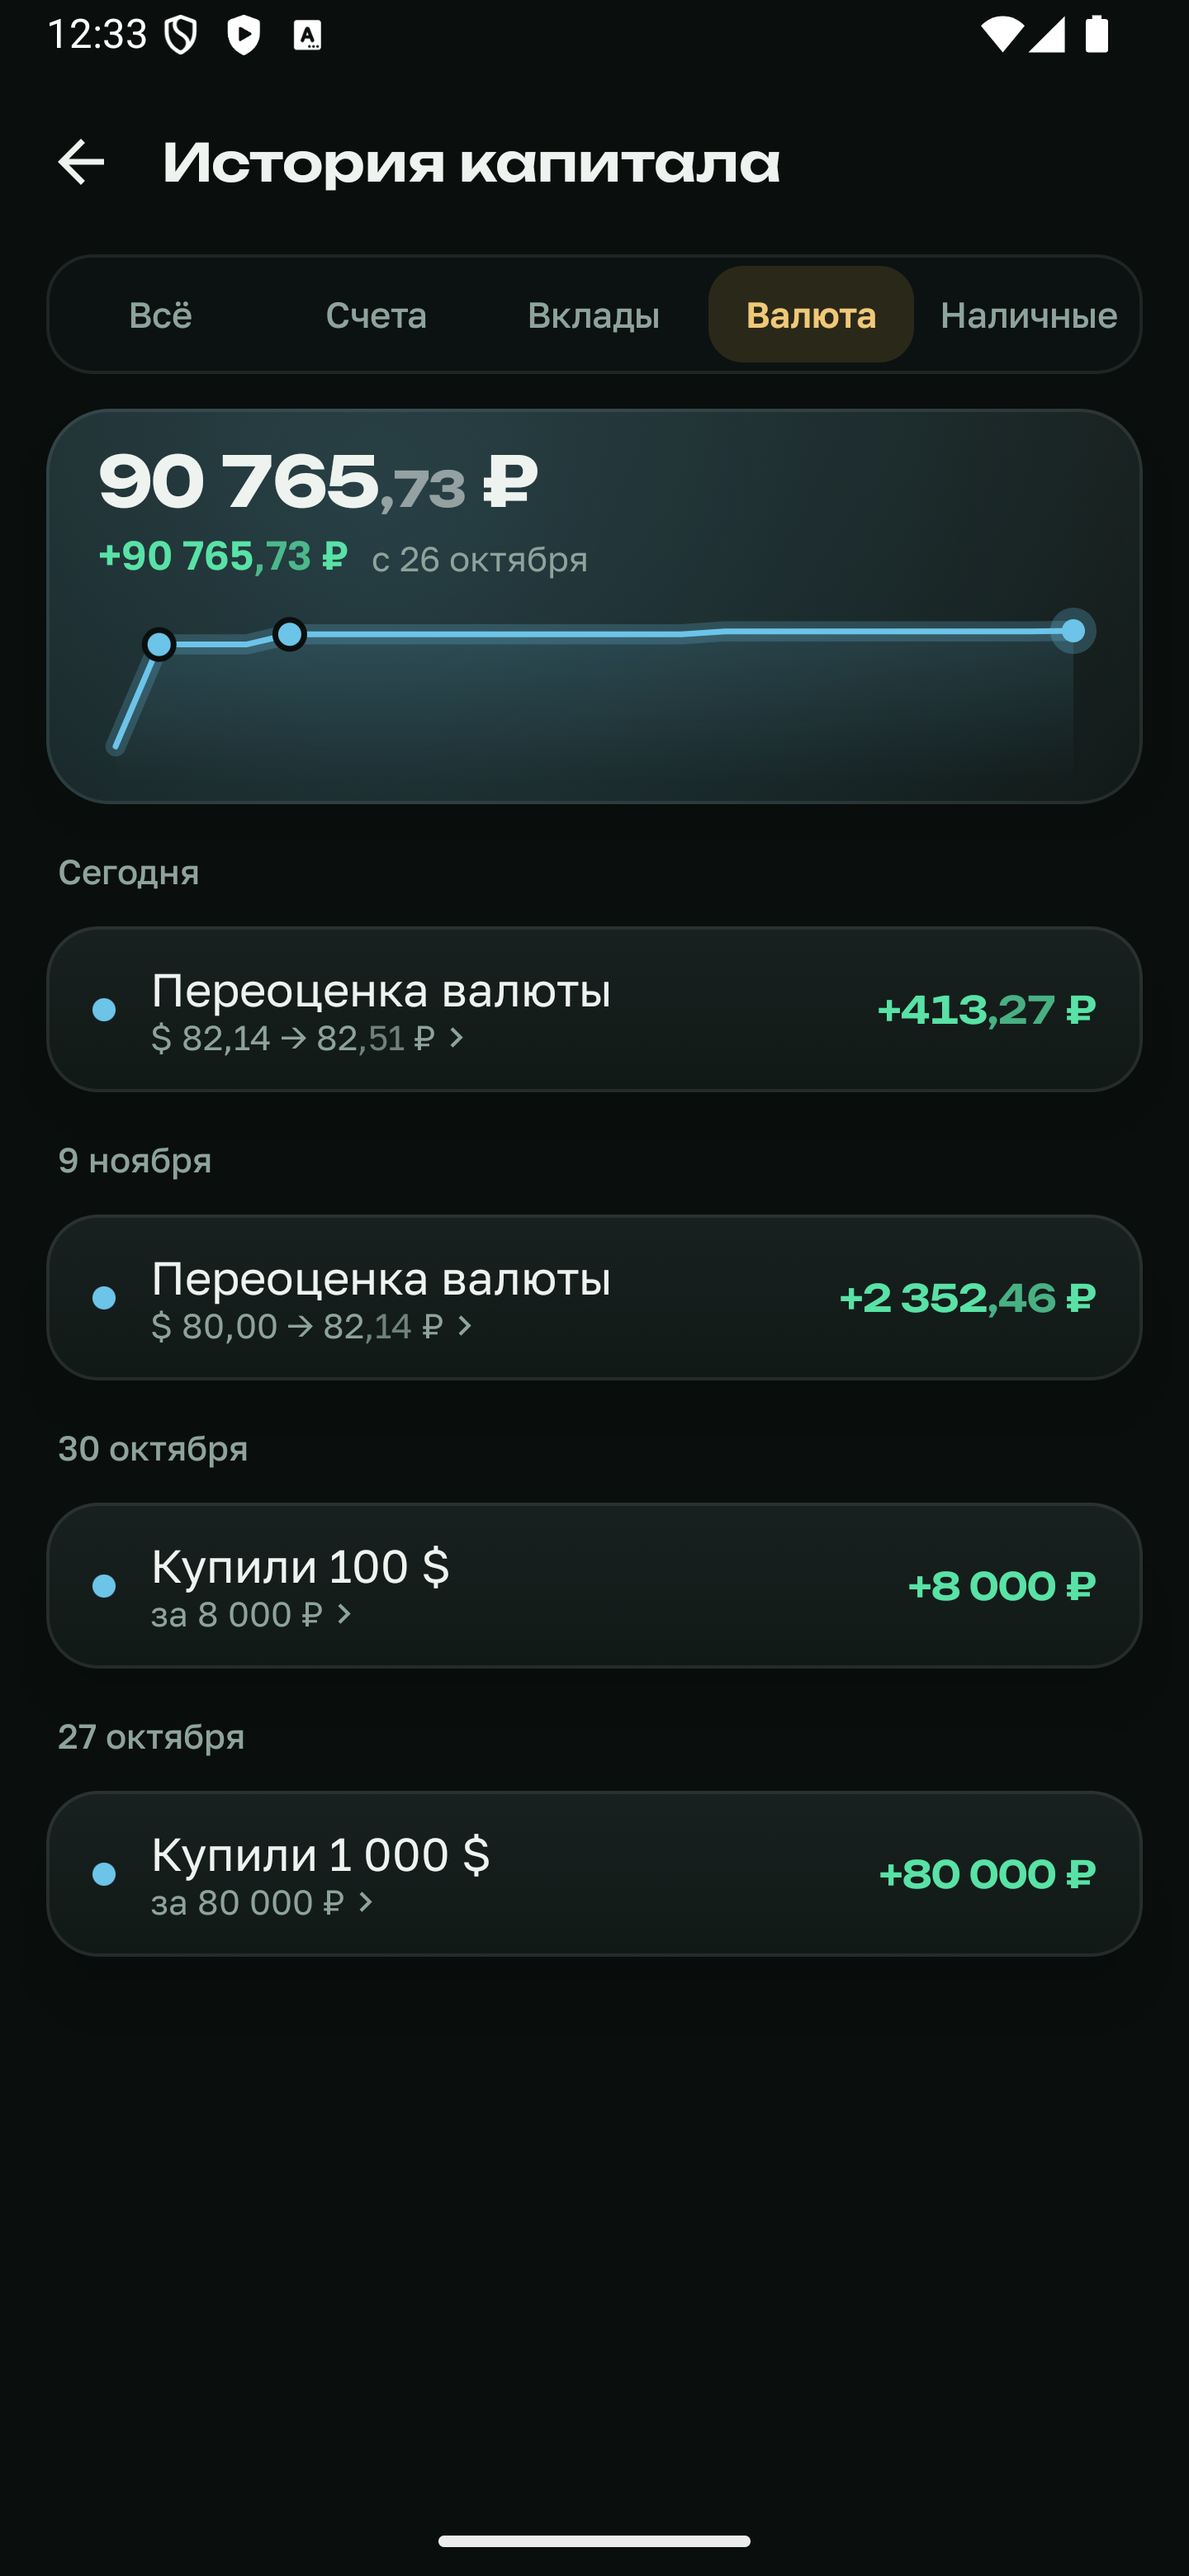 12:33
История капитала
Всё Счета Вклады Валюта Наличные
90 765,73 ₽
+90 765,73 ₽ с 26 октября
Сегодня
Переоценка валюты
$ 82,14 → 82,51 ₽ >
+413,27 ₽
9 ноября
Переоценка валюты
$ 80,00 → 82,14 ₽ >
+2 352,46 ₽
30 октября
Купили 100 $
за 8 000 ₽ >
+8 000 ₽
27 октября
Купили 1 000 $
за 80 000 ₽ >
+80 000 ₽